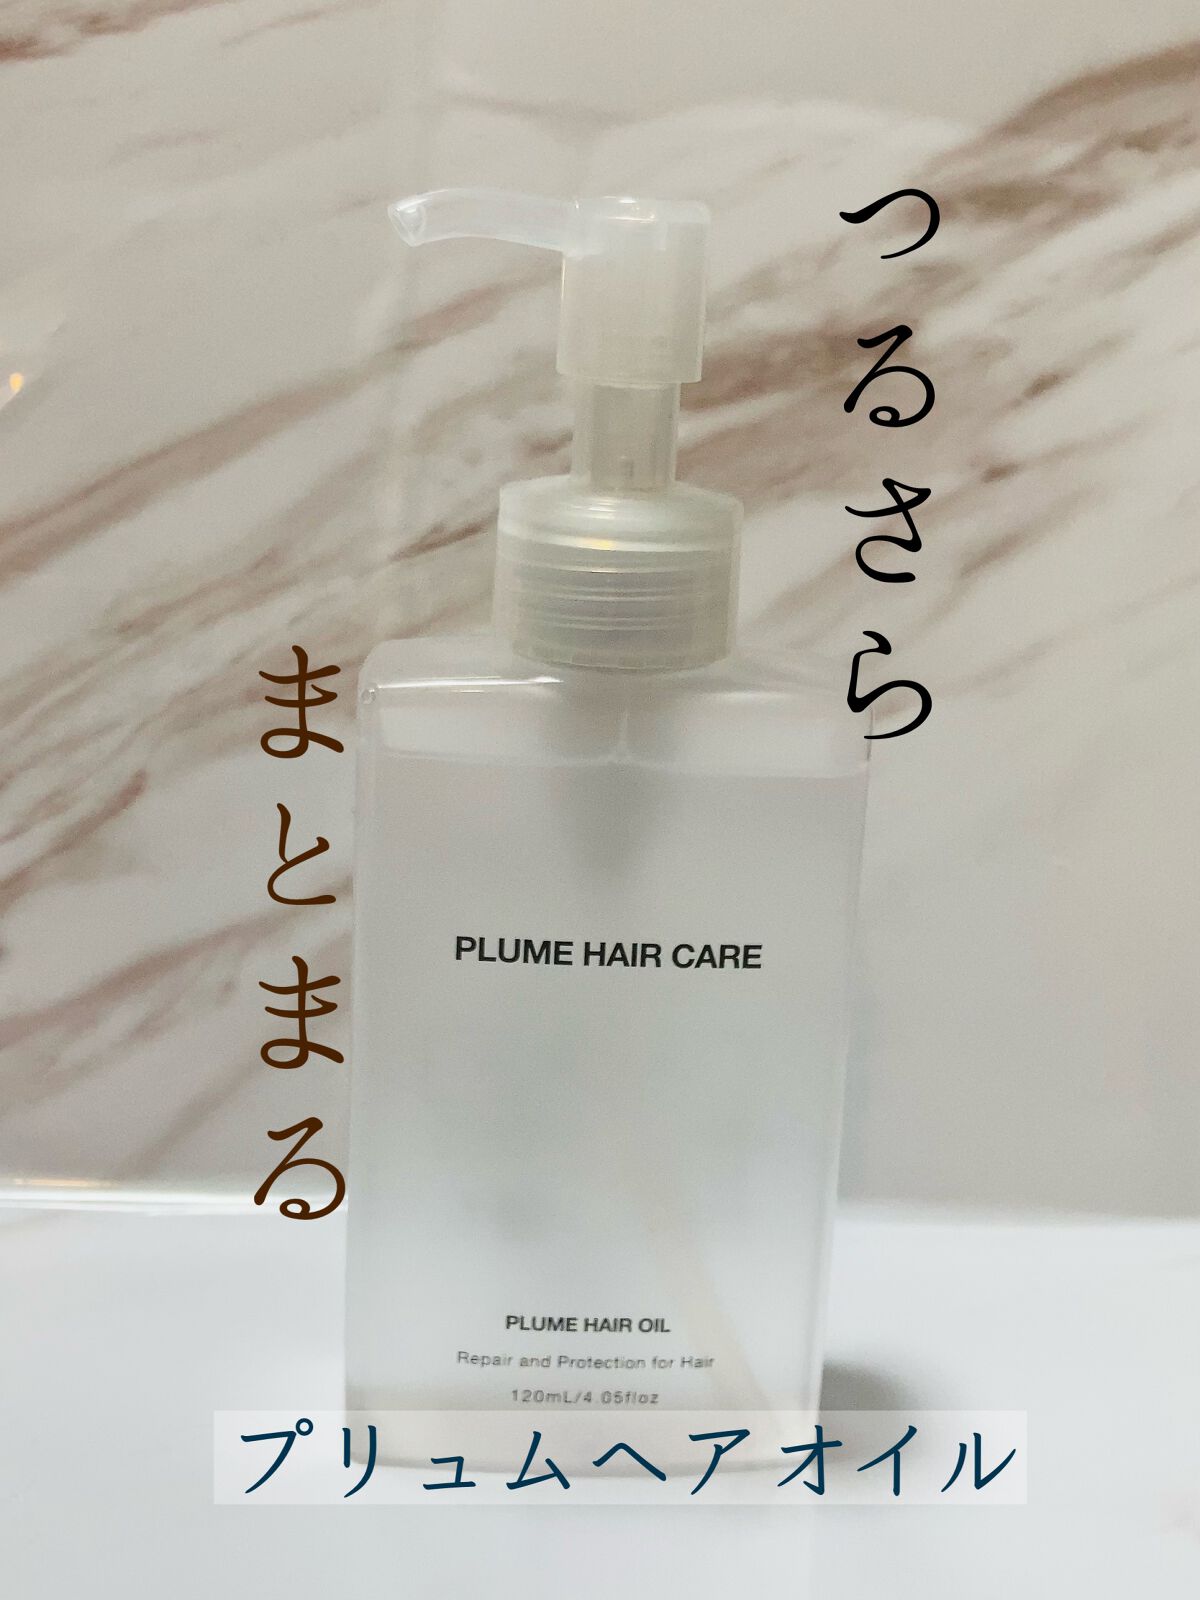 つるさら
まとまる
PLUME HAIR CARE
PLUME HAIR OIL
Repair and Protection for Hair
120mL/4.05floz
プリュムヘアオイル